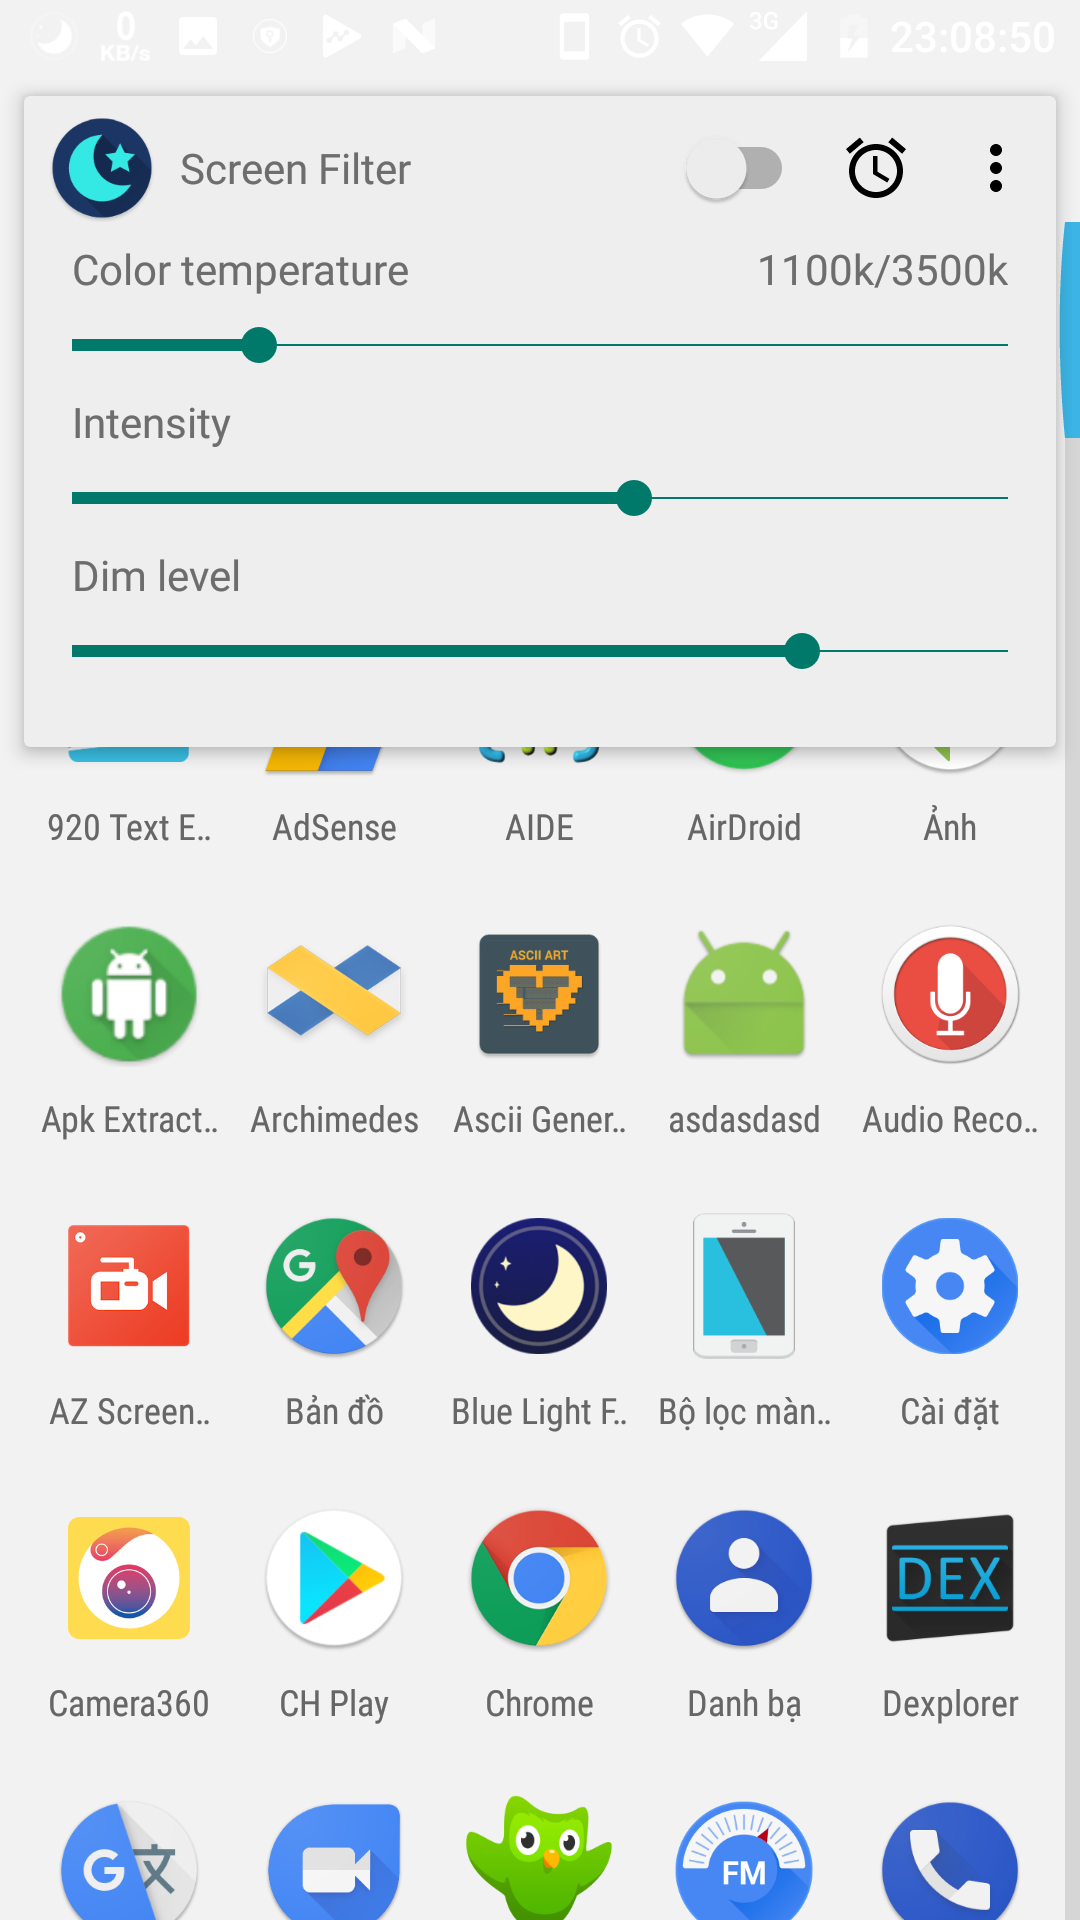 0
KB/s
3G
23:08:50
Screen Filter
Color temperature
1100k/3500k
Intensity
Dim level
920 Text E..
AdSense
AIDE
AirDroid
Ảnh
ASCII ART
Apk Extract..
Archimedes
Ascii Gener..
asdasdasd
Audio Reco..
G
AZ Screen..
Bản đồ
Blue Light F..
Bộ lọc màn..
Cài đặt
DEX
Camera360
CH Play
Chrome
Danh bạ
Dexplorer
G 文
FM